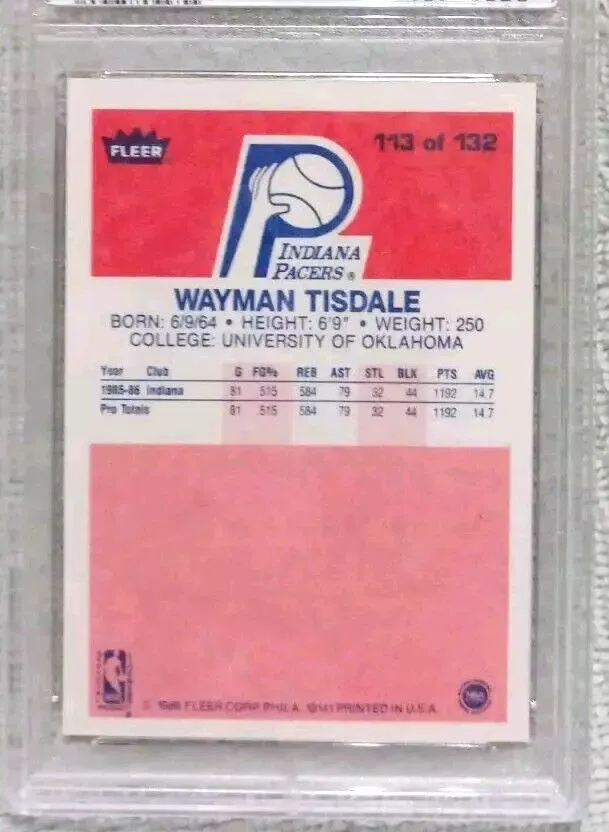 FLEER
113 of 132
INDIANA
PACERS ®
WAYMAN TISDALE
BORN: 6/9/64 • HEIGHT: 6'9" • WEIGHT: 250
COLLEGE: UNIVERSITY OF OKLAHOMA
Year Club G FG% REB AST STL BLK PTS AVG
1985-86 Indiana 81 .515 584 79 32 44 1192 14.7
Pro Totals 81 .515 584 79 32 44 1192 14.7
© 1986 FLEER CORP. PHILA. 19141 PRINTED IN U.S.A.